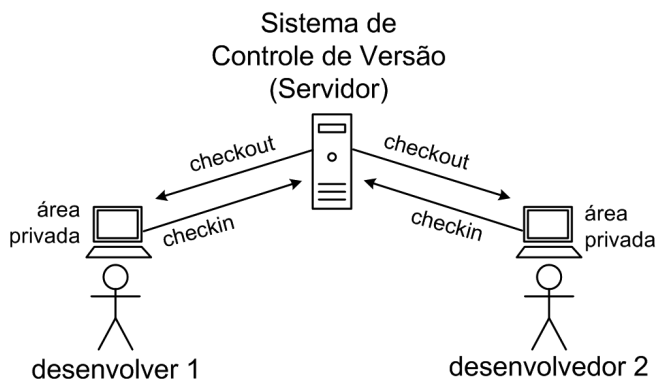 Sistema de
Controle de Versão
(Servidor)
checkout
checkout
checkin
checkin
área
privada
área
privada
desenvolver 1
desenvolvedor 2